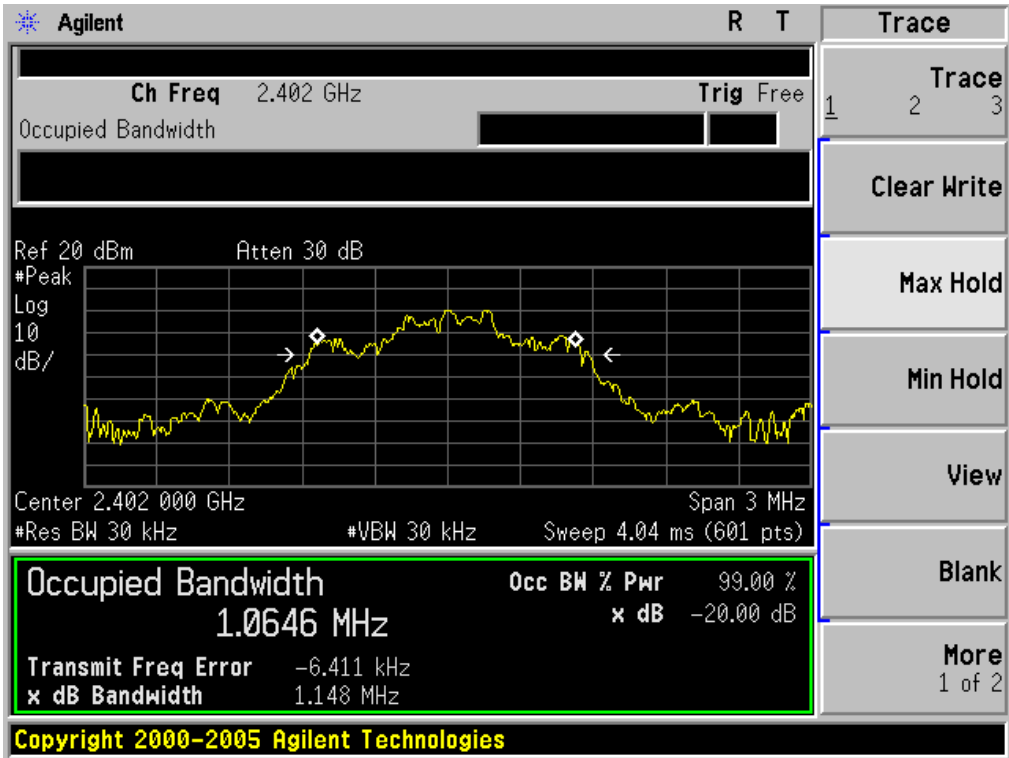 Agilent R T
Trace
Ch Freq 2.402 GHz Trig Free
Occupied Bandwidth
Trace
1 2 3
Clear Write
Ref 20 dBm Atten 30 dB
#Peak
Log
10
dB/
Max Hold
Min Hold
View
Center 2.402 000 GHz Span 3 MHz
#Res BW 30 kHz #VBW 30 kHz Sweep 4.04 ms (601 pts)
Occupied Bandwidth
1.0646 MHz
Occ BW % Pwr 99.00 %
x dB -20.00 dB
Transmit Freq Error -6.411 kHz
x dB Bandwidth 1.148 MHz
Blank
More
1 of 2
Copyright 2000-2005 Agilent Technologies